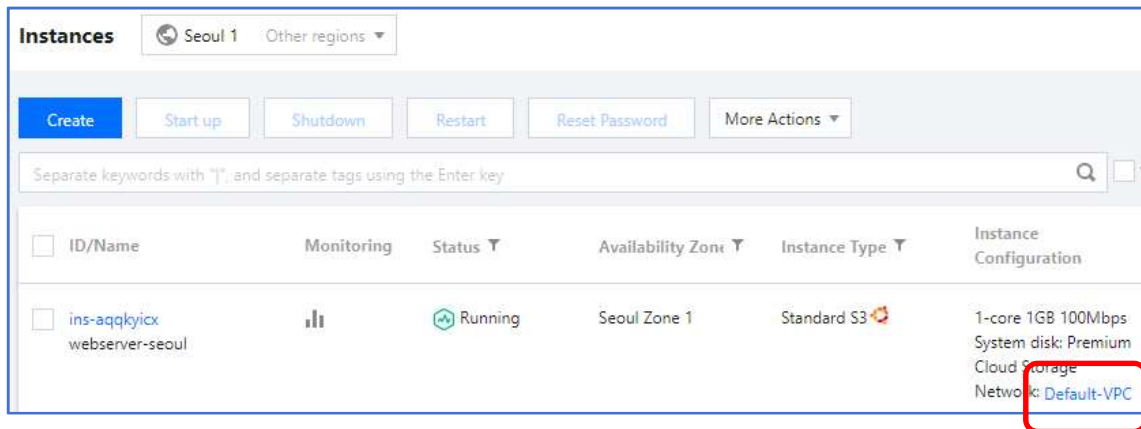 Instances Seoul 1 Other regions
Create Start up Shutdown Restart Reset Password More Actions
Separate keywords with "|", and separate tags using the Enter key
ID/Name Monitoring Status Availability Zone Instance Type Instance Configuration
ins-aqqkyicx Running Seoul Zone 1 Standard S3 1-core 1GB 100Mbps
webserver-seoul System disk: Premium
Cloud Storage
Network: Default-VPC